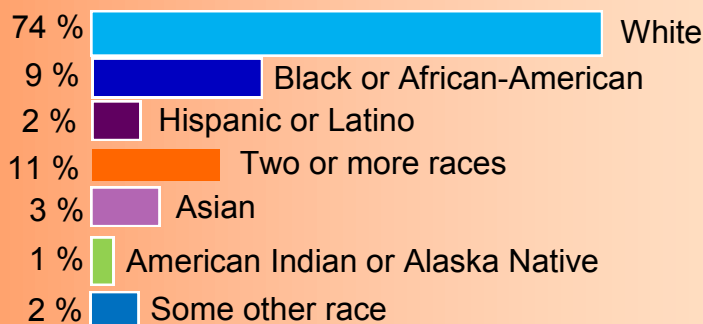 74 % White
9 % Black or African-American
2 % Hispanic or Latino
11 % Two or more races
3 % Asian
1 % American Indian or Alaska Native
2 % Some other race